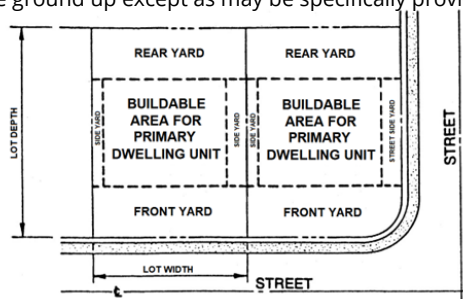 e ground up except as may be specifically provi
REAR YARD
REAR YARD
LOT DEPTH
SIDE YARD
BUILDABLE
AREA FOR
PRIMARY
DWELLING UNIT
SIDE YARD
SIDE YARD
BUILDABLE
AREA FOR
PRIMARY
DWELLING UNIT
STREET SIDE YARD
STREET
FRONT YARD
FRONT YARD
LOT WIDTH
STREET
℄